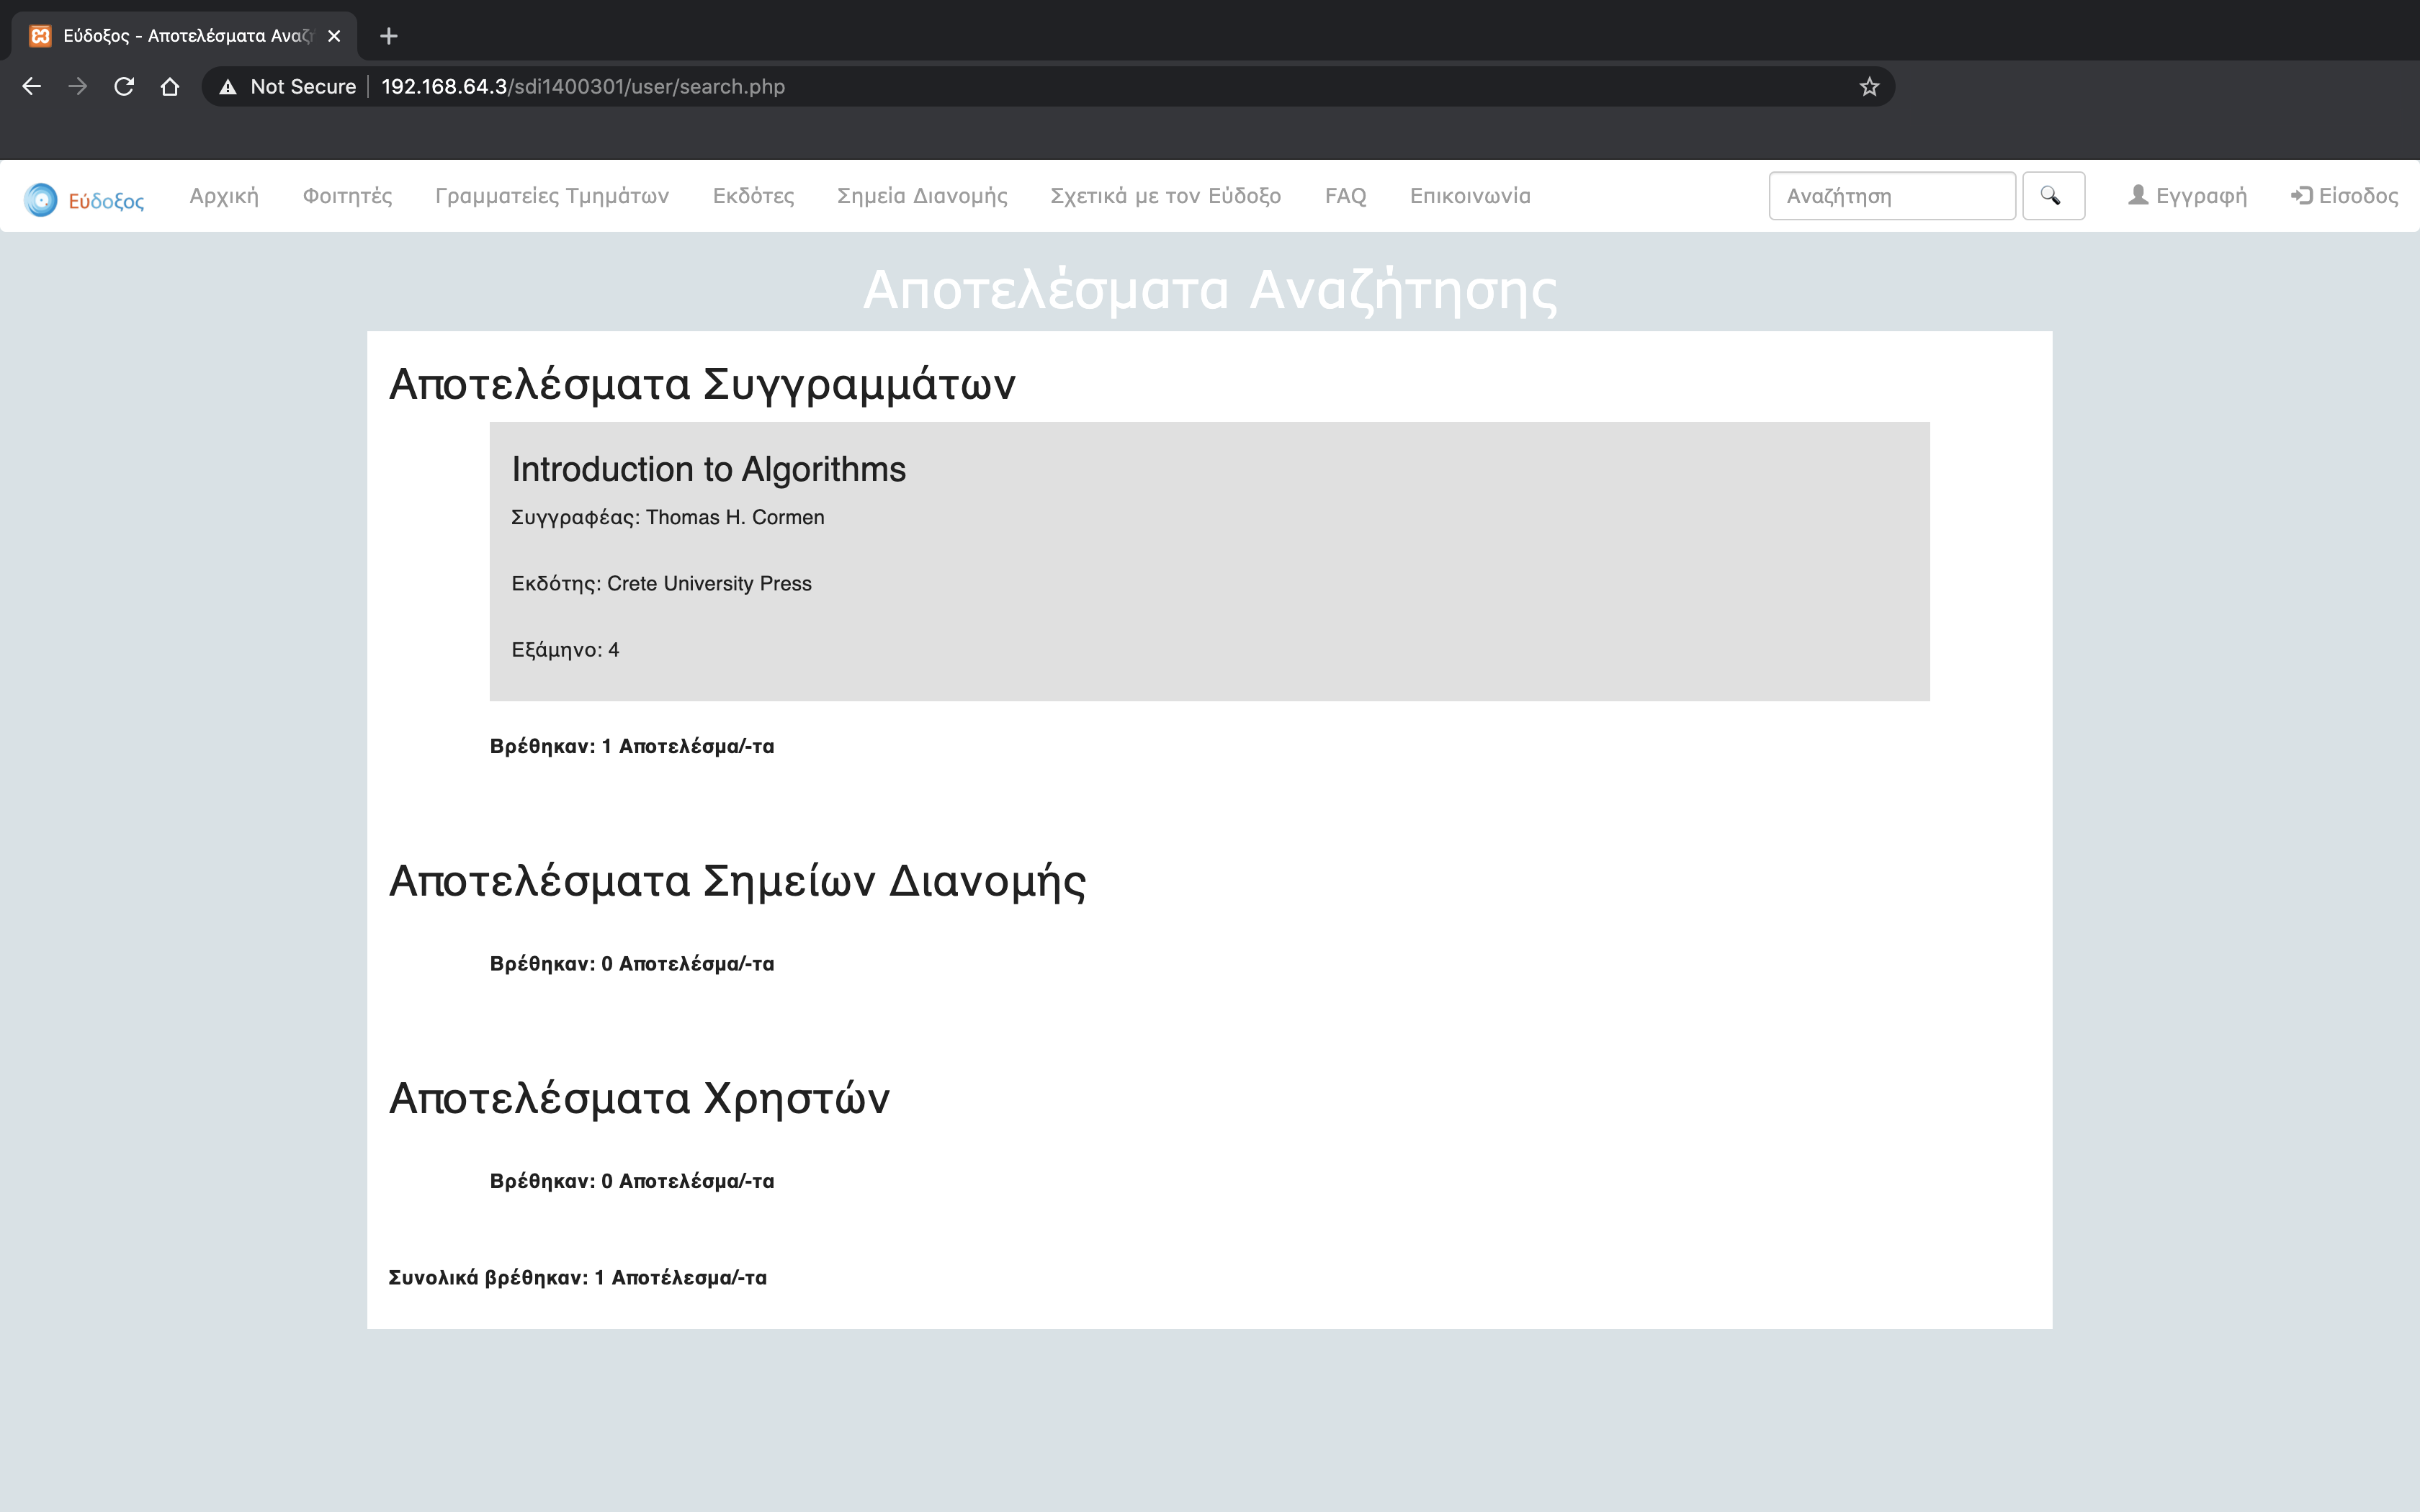 Εύδοξος - Αποτελέσματα Αναζή
Not Secure 192.168.64.3/sdi1400301/user/search.php
Εύδοξος Αρχική Φοιτητές Γραμματείες Τμημάτων Εκδότες Σημεία Διανομής Σχετικά με τον Εύδοξο FAQ Επικοινωνία Αναζήτηση Εγγραφή Είσοδος
Αποτελέσματα Αναζήτησης
Αποτελέσματα Συγγραμμάτων
Introduction to Algorithms
Συγγραφέας: Thomas H. Cormen
Εκδότης: Crete University Press
Εξάμηνο: 4
Βρέθηκαν: 1 Αποτελέσμα/-τα
Αποτελέσματα Σημείων Διανομής
Βρέθηκαν: 0 Αποτελέσμα/-τα
Αποτελέσματα Χρηστών
Βρέθηκαν: 0 Αποτελέσμα/-τα
Συνολικά βρέθηκαν: 1 Αποτέλεσμα/-τα